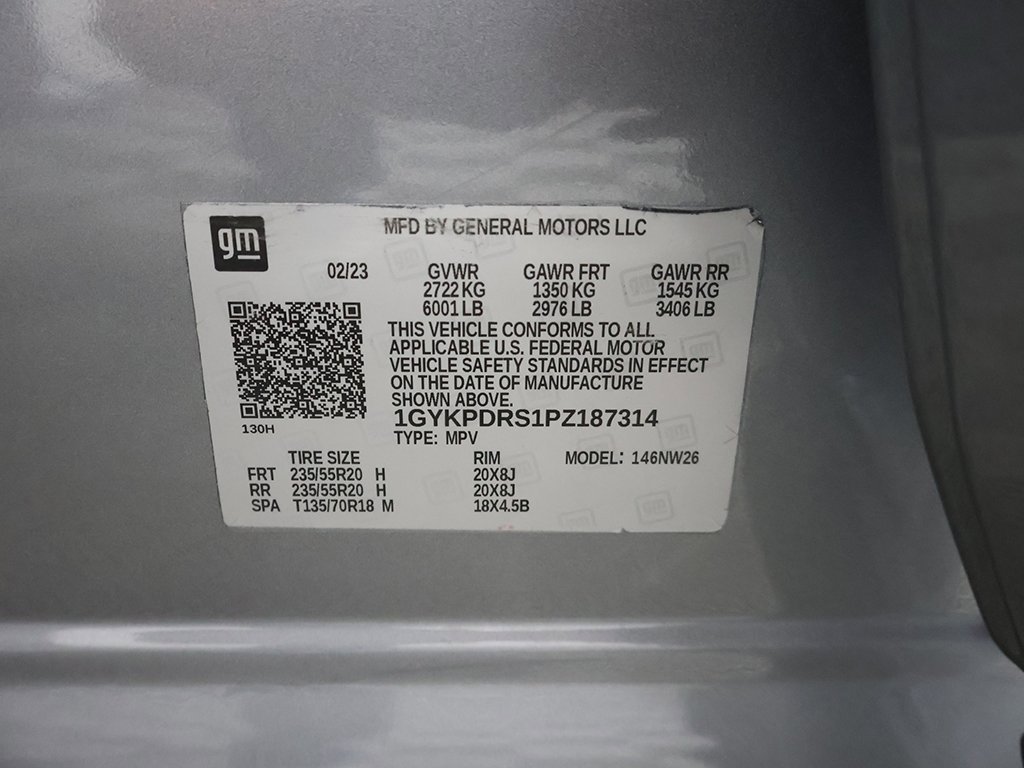 gm
MFD BY GENERAL MOTORS LLC
02/23 GVWR GAWR FRT GAWR RR
2722 KG 1350 KG 1545 KG
6001 LB 2976 LB 3406 LB
THIS VEHICLE CONFORMS TO ALL
APPLICABLE U.S. FEDERAL MOTOR
VEHICLE SAFETY STANDARDS IN EFFECT
ON THE DATE OF MANUFACTURE
SHOWN ABOVE.
1GYKPDRS1PZ187314
130H
TYPE: MPV
TIRE SIZE RIM MODEL: 146NW26
FRT 235/55R20 H 20X8J
RR 235/55R20 H 20X8J
SPA T135/70R18 M 18X4.5B